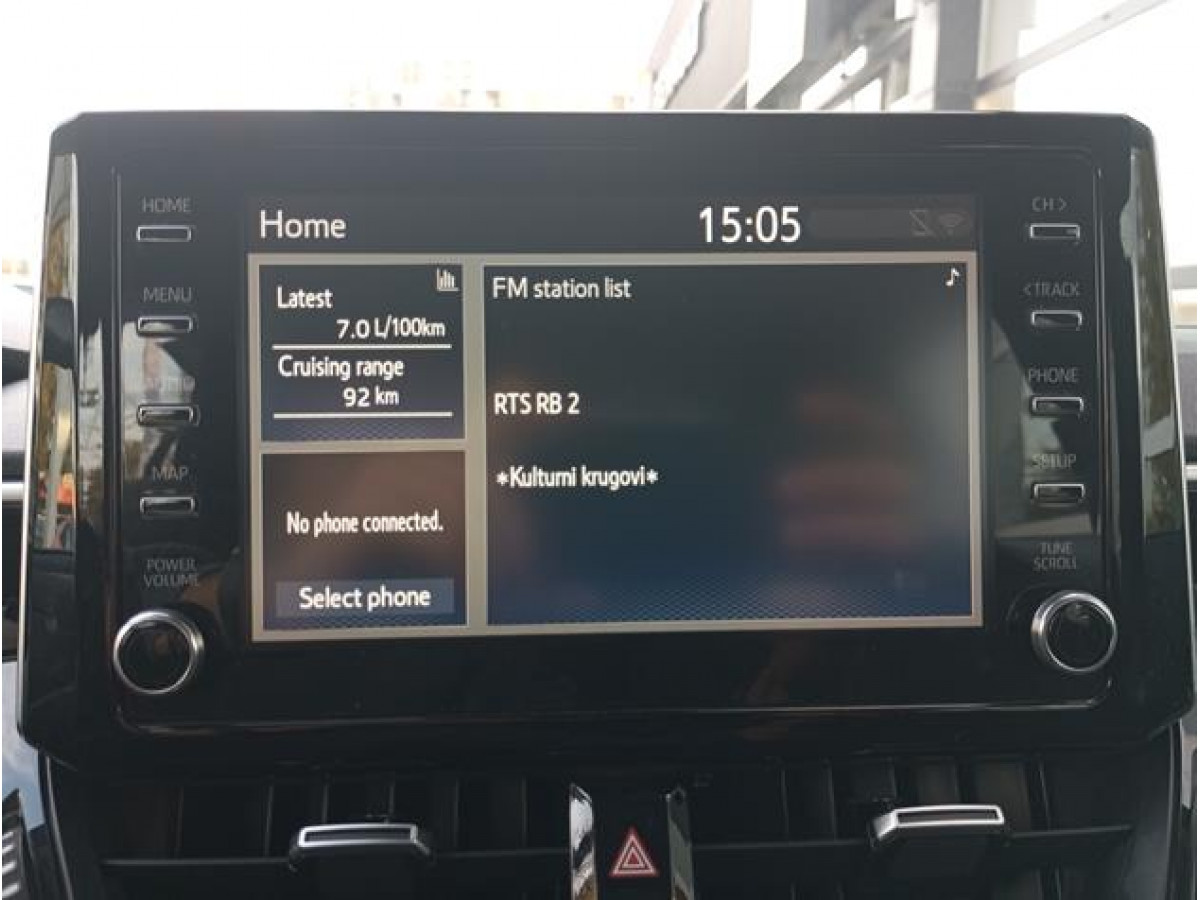 HOME
MENU
MAP
POWER
VOLUME
Home
15:05
Latest
7.0 L/100km
Cruising range
92 km
No phone connected.
Select phone
FM station list
RTS RB 2
*Kulturni krugovi*
CH >
<TRACK
PHONE
SETUP
TUNE
SCROLL